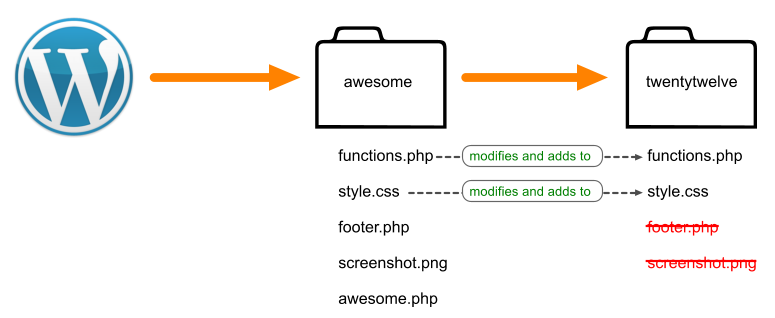 W
awesome
twentytwelve
functions.php modifies and adds to functions.php
style.css modifies and adds to style.css
footer.php footer.php
screenshot.png screenshot.png
awesome.php